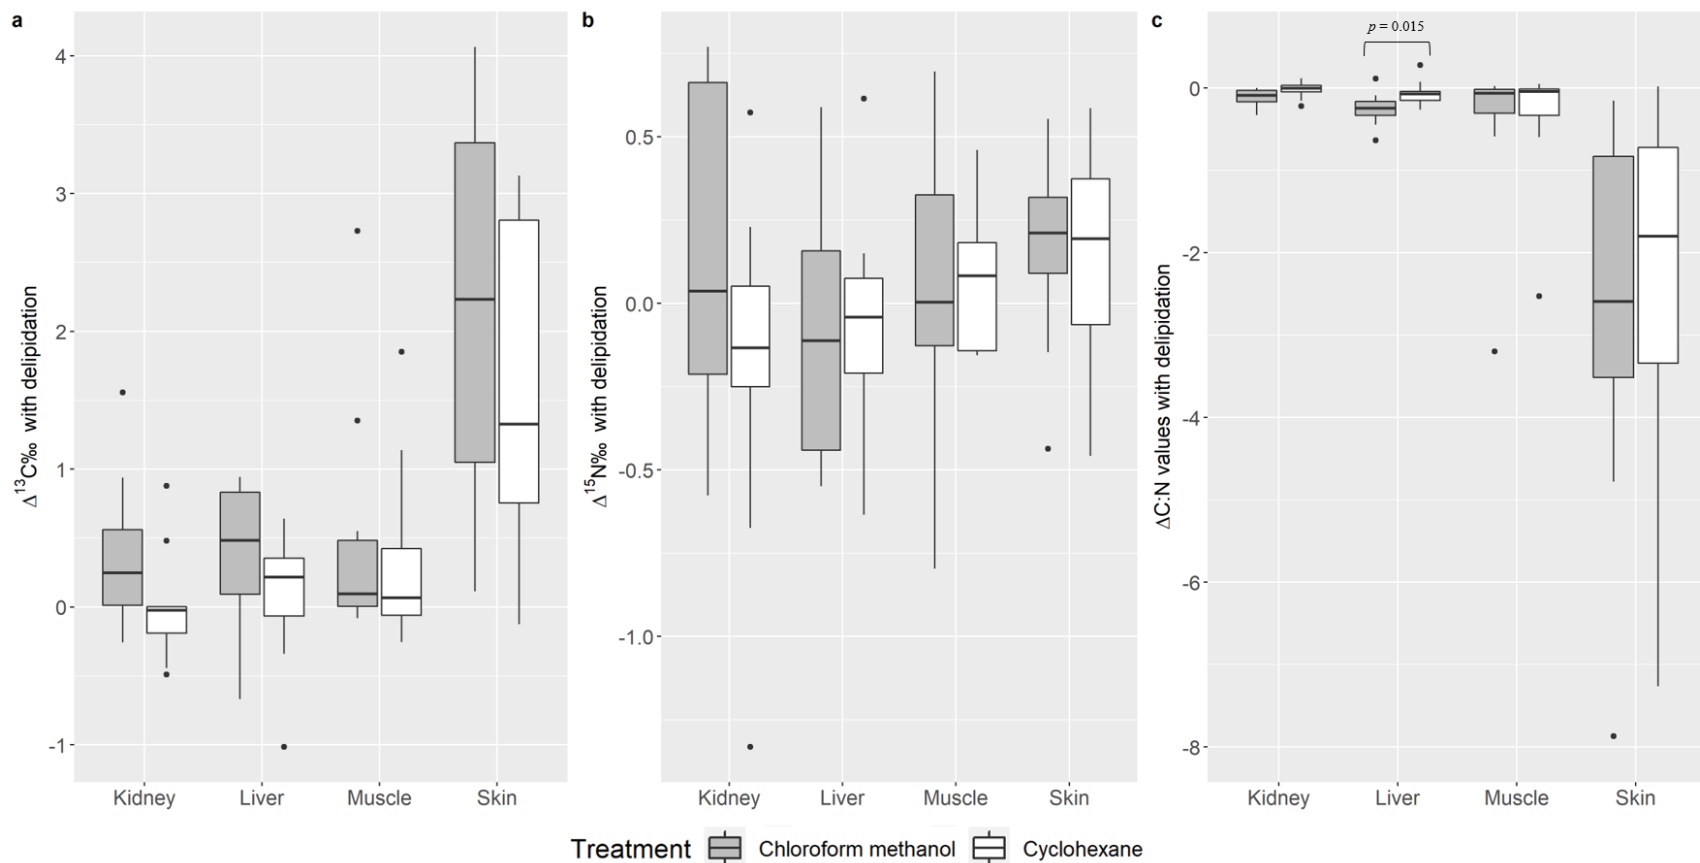 a
4
3
2
1
0
-1
Δ13C‰ with delipidation
Kidney Liver Muscle Skin
b
0.5
0.0
-0.5
-1.0
Δ15N‰ with delipidation
Kidney Liver Muscle Skin
c
p = 0.015
0
-2
-4
-6
-8
ΔC:N values with delipidation
Kidney Liver Muscle Skin
Treatment Chloroform methanol Cyclohexane